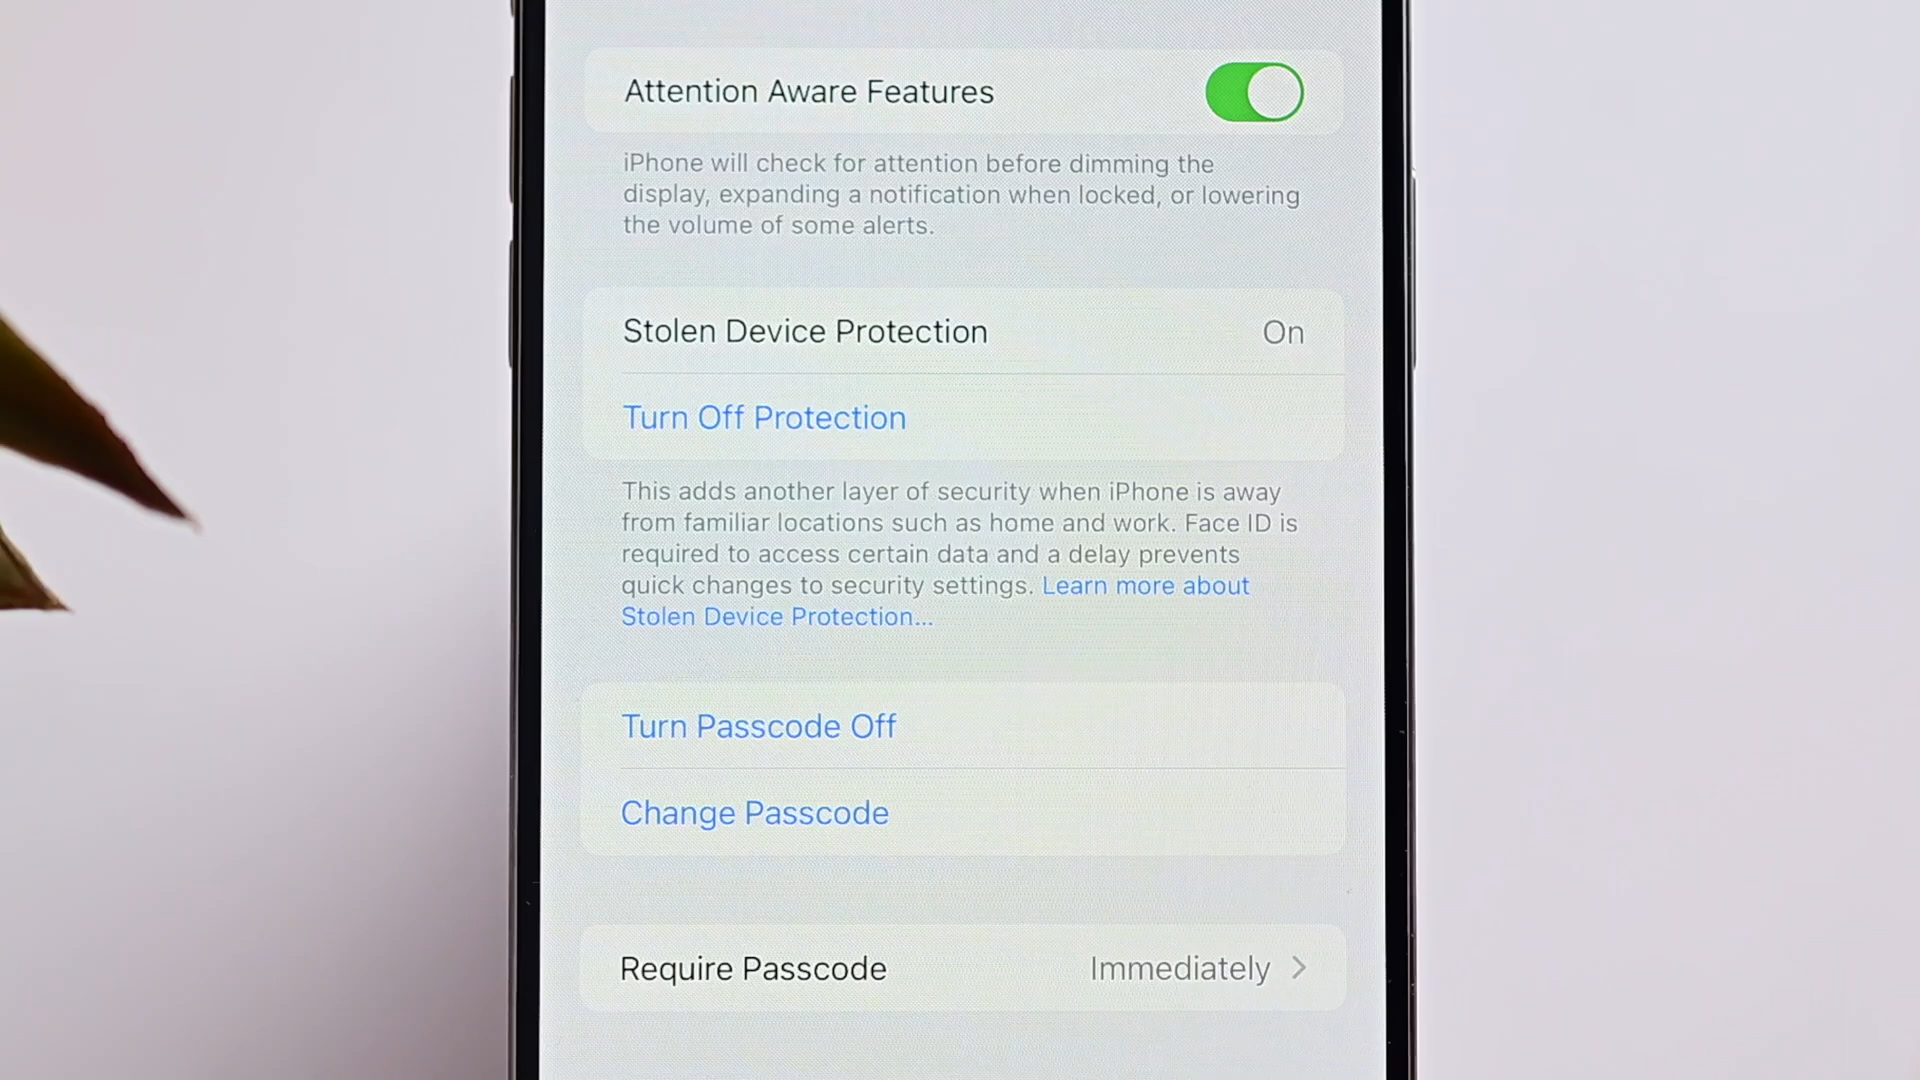 Attention Aware Features
iPhone will check for attention before dimming the
display, expanding a notification when locked, or lowering
the volume of some alerts.
Stolen Device Protection On
Turn Off Protection
This adds another layer of security when iPhone is away
from familiar locations such as home and work. Face ID is
required to access certain data and a delay prevents
quick changes to security settings. Learn more about
Stolen Device Protection...
Turn Passcode Off
Change Passcode
Require Passcode Immediately